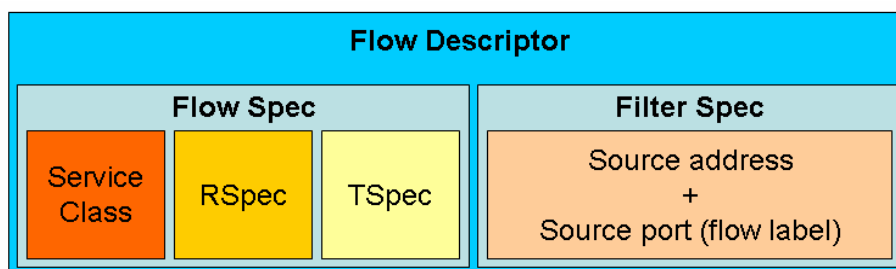 Flow Descriptor
Flow Spec
Service
Class
RSpec
TSpec
Filter Spec
Source address
+
Source port (flow label)